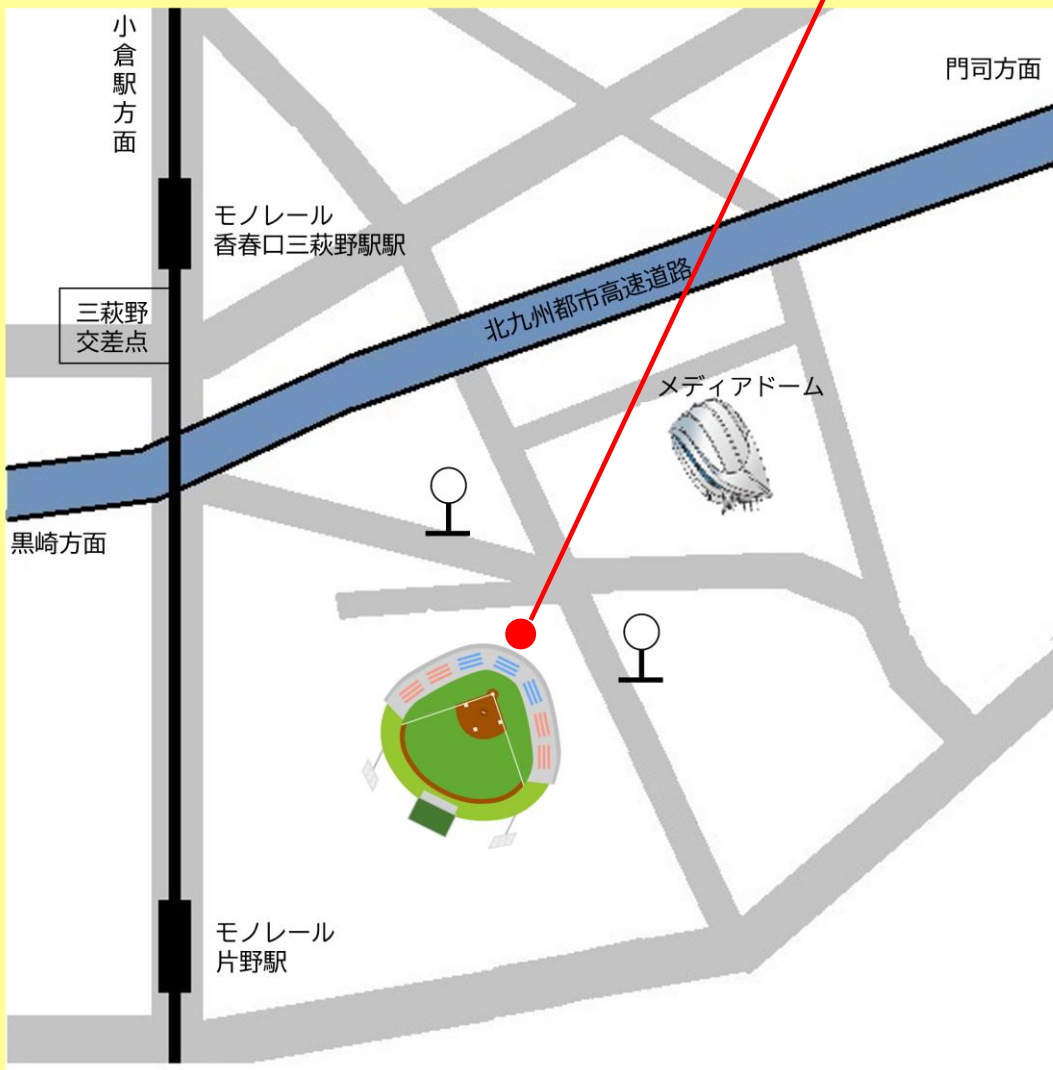 小倉駅方面
門司方面
モノレール
香春口三萩野駅駅
三萩野
交差点
北九州都市高速道路
メディアドーム
黒崎方面
モノレール
片野駅